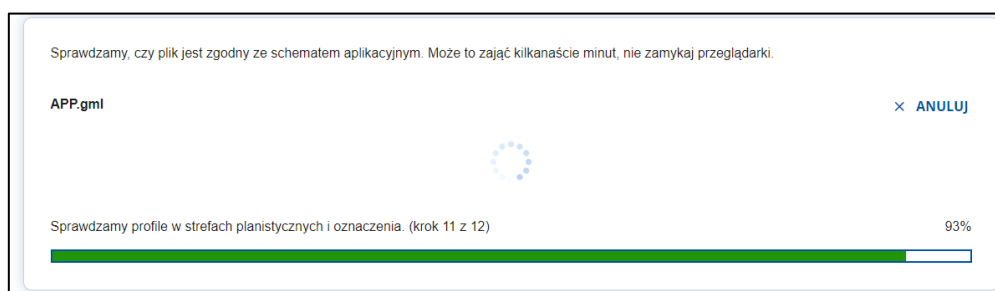 Sprawdzamy, czy plik jest zgodny ze schematem aplikacyjnym. Może to zająć kilkanaście minut, nie zamykaj przeglądarki.
APP.gml
× ANULUJ
Sprawdzamy profile w strefach planistycznych i oznaczenia. (krok 11 z 12)
93%